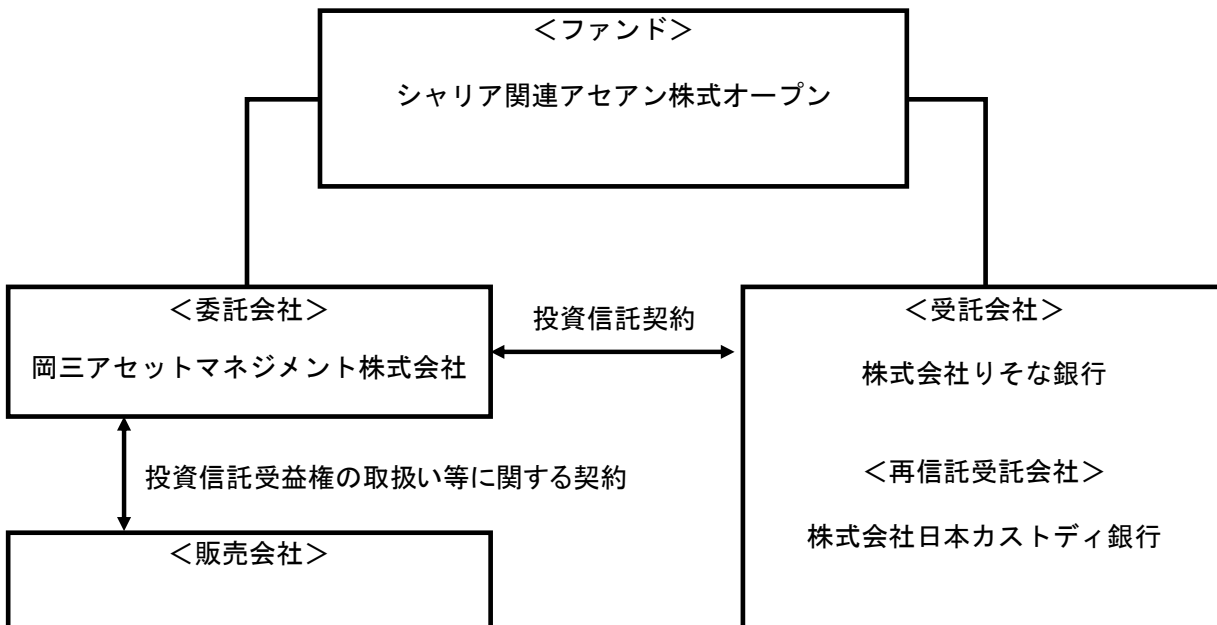 ＜ファンド＞
シャリア関連アセアン株式オープン
＜委託会社＞
岡三アセットマネジメント株式会社
投資信託契約
＜受託会社＞
株式会社りそな銀行
＜再信託受託会社＞
株式会社日本カストディ銀行
投資信託受益権の取扱い等に関する契約
＜販売会社＞